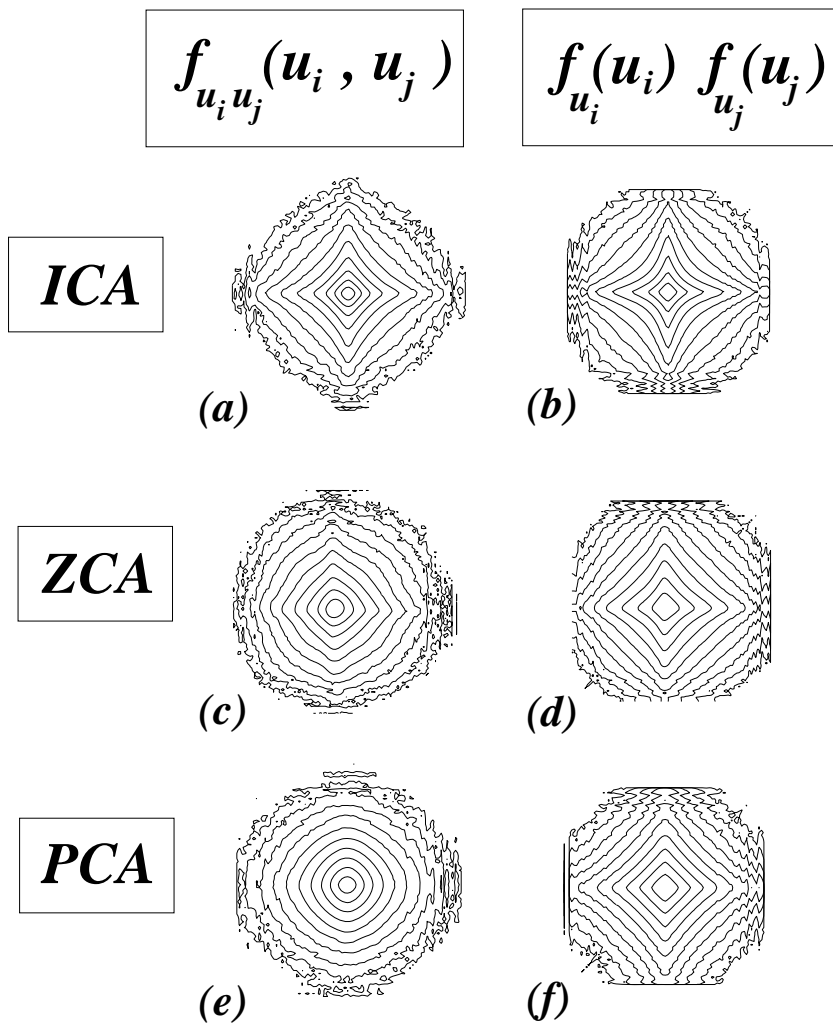 f_{u_i u_j}(u_i , u_j )
f_{u_i}(u_i) f_{u_j}(u_j)
ICA
(a)
(b)
ZCA
(c)
(d)
PCA
(e)
(f)